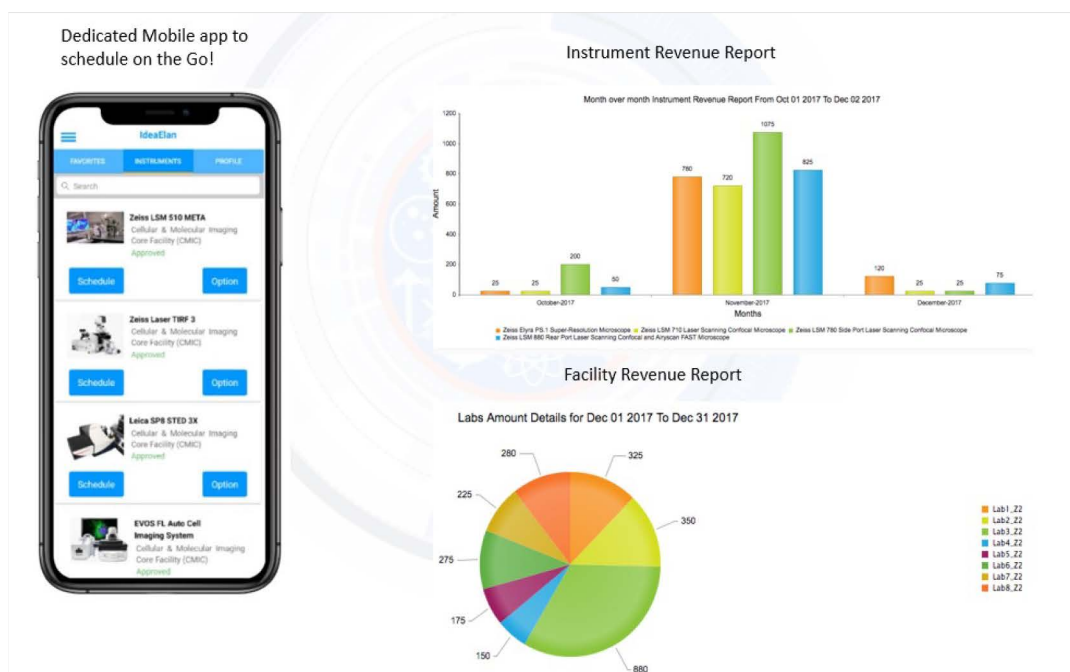 Dedicated Mobile app to
schedule on the Go!
IdeaElan
FAVORITES INSTRUMENTS PROFILE
Search
Zeiss LSM 510 META
Cellular & Molecular Imaging
Core Facility (CMIC)
Approved
Schedule Option
Zeiss Laser TIRF 3
Cellular & Molecular Imaging
Core Facility (CMIC)
Approved
Schedule Option
Leica SP8 STED 3X
Cellular & Molecular Imaging
Core Facility (CMIC)
Approved
Schedule Option
EVOS FL Auto Cell
Imaging System
Cellular & Molecular Imaging
Core Facility (CMIC)
Approved
Instrument Revenue Report
Month over month Instrument Revenue Report From Oct 01 2017 To Dec 02 2017
1200
1000
800
600
400
200
0
Amount
25 25 200 50
780 720 1075 825
120 25 25 75
October-2017 November-2017 December-2017
Months
Zeiss Elyra PS.1 Super-Resolution Microscope Zeiss LSM 710 Laser Scanning Confocal Microscope Zeiss LSM 780 Side Port Laser Scanning Confocal Microscope
Zeiss LSM 880 Rear Port Laser Scanning Confocal and Airyscan FAST Microscope
Facility Revenue Report
Labs Amount Details for Dec 01 2017 To Dec 31 2017
280
325
225
350
275
175
150
880
Lab1_Z2
Lab2_Z2
Lab3_Z2
Lab4_Z2
Lab5_Z2
Lab6_Z2
Lab7_Z2
Lab8_Z2